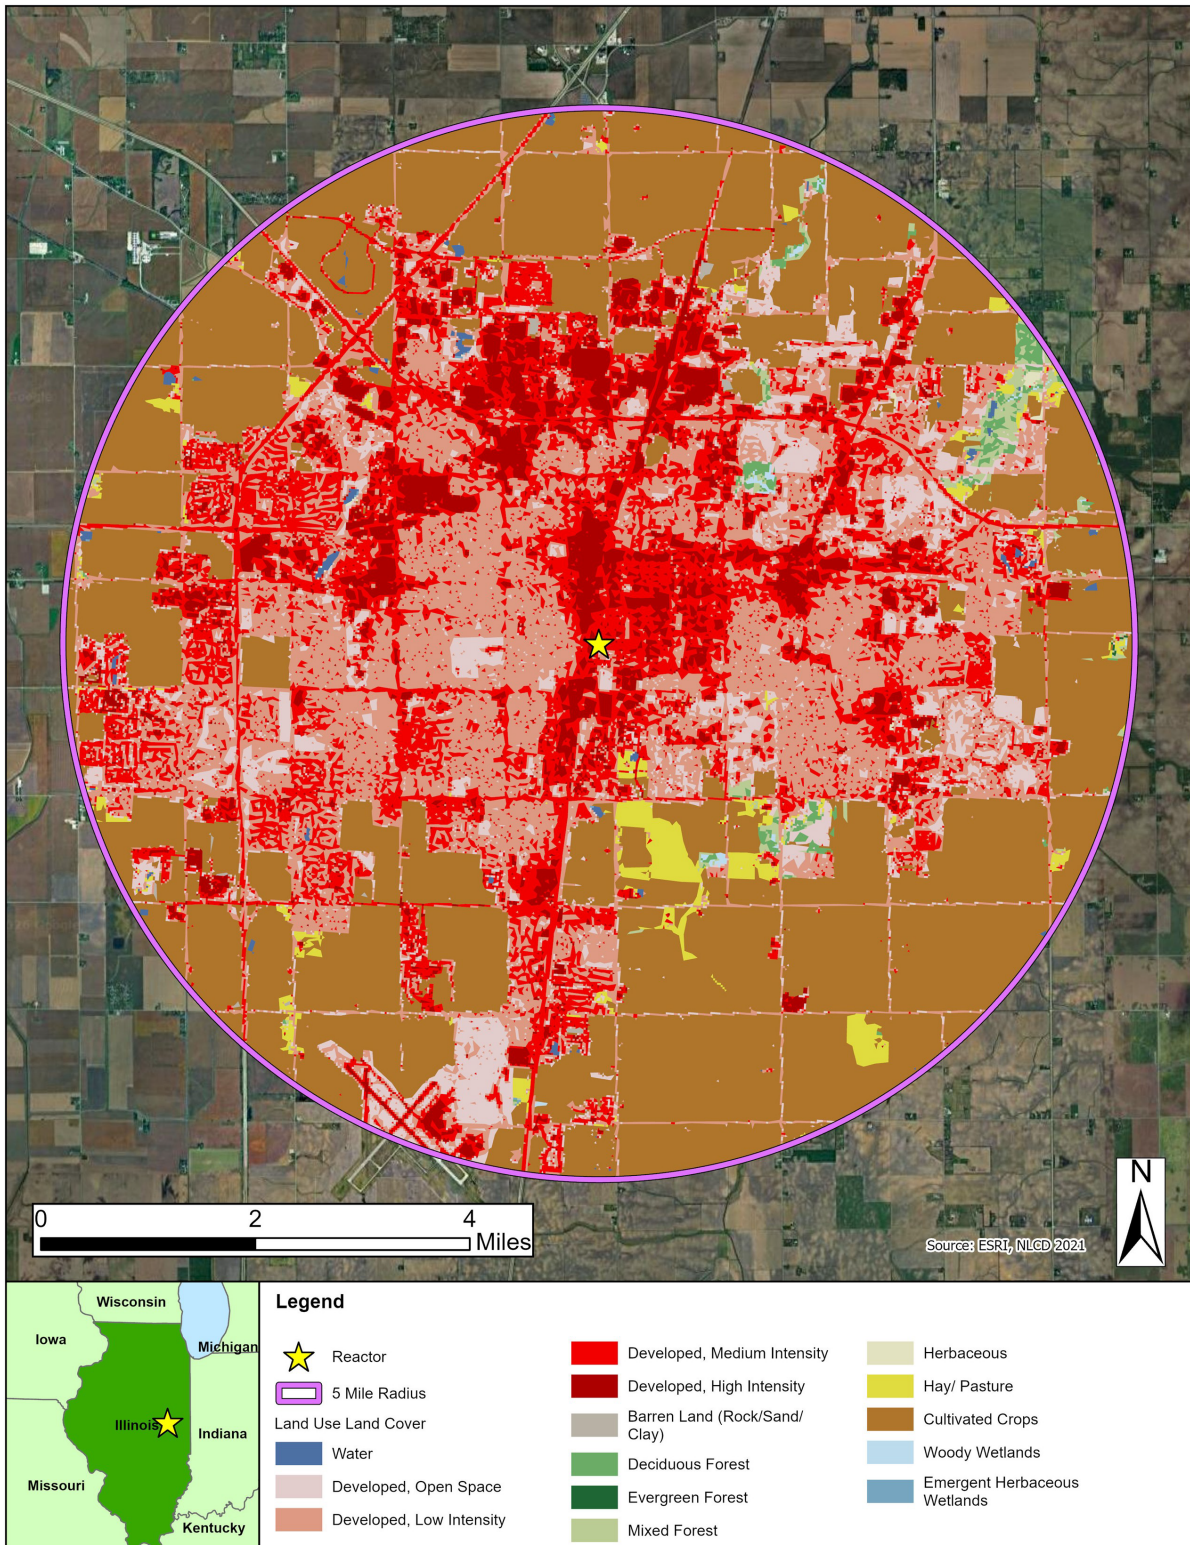 0
2
4
Miles
N
Source: ESRI, NLCD 2021
Wisconsin
Iowa
Michigan
Illinois
Indiana
Missouri
Kentucky
Legend
Reactor
5 Mile Radius
Land Use Land Cover
Water
Developed, Open Space
Developed, Low Intensity
Developed, Medium Intensity
Developed, High Intensity
Barren Land (Rock/Sand/
Clay)
Deciduous Forest
Evergreen Forest
Mixed Forest
Herbaceous
Hay/ Pasture
Cultivated Crops
Woody Wetlands
Emergent Herbaceous
Wetlands